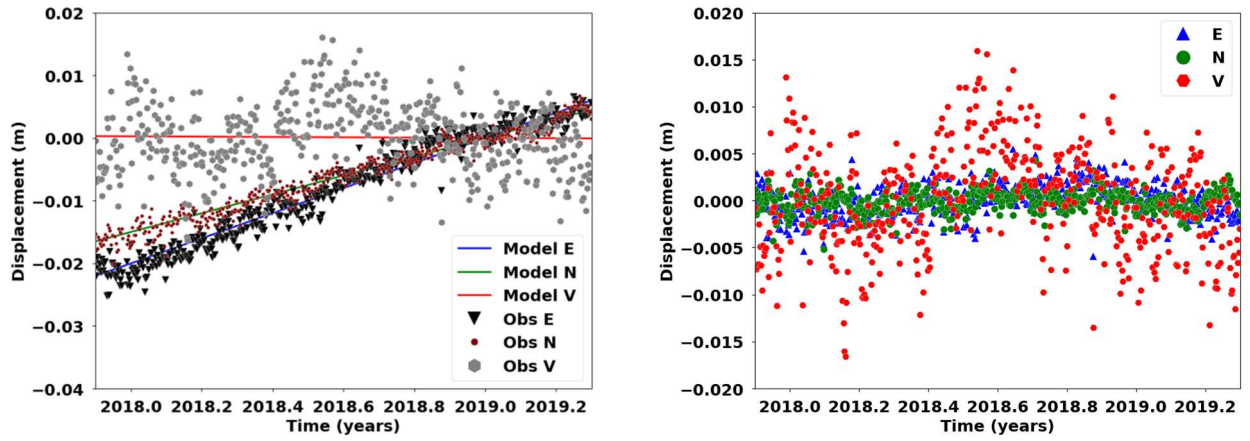 0.02
0.01
0.00
−0.01
−0.02
−0.03
−0.04
Displacement (m)
Model E
Model N
Model V
Obs E
Obs N
Obs V
2018.0 2018.2 2018.4 2018.6 2018.8 2019.0 2019.2
Time (years)
0.020
0.015
0.010
0.005
0.000
−0.005
−0.010
−0.015
−0.020
Displacement (m)
E
N
V
2018.0 2018.2 2018.4 2018.6 2018.8 2019.0 2019.2
Time (years)